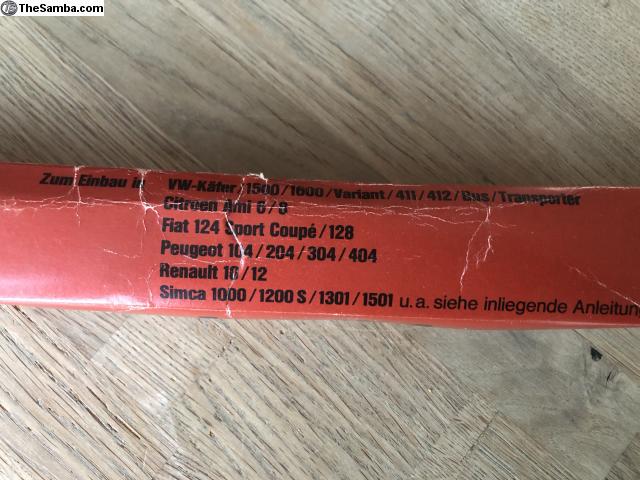 TheSamba.com
Zum Einbau in VW-Käfer/1500/1600/Variant/411/412/Bus/Transporter
Citroen Ami 6/8
Fiat 124 Sport Coupé/128
Peugeot 104/204/304/404
Renault 16/12
Simca 1000/1200 S/1301/1501 u.a. siehe inliegende Anleitung